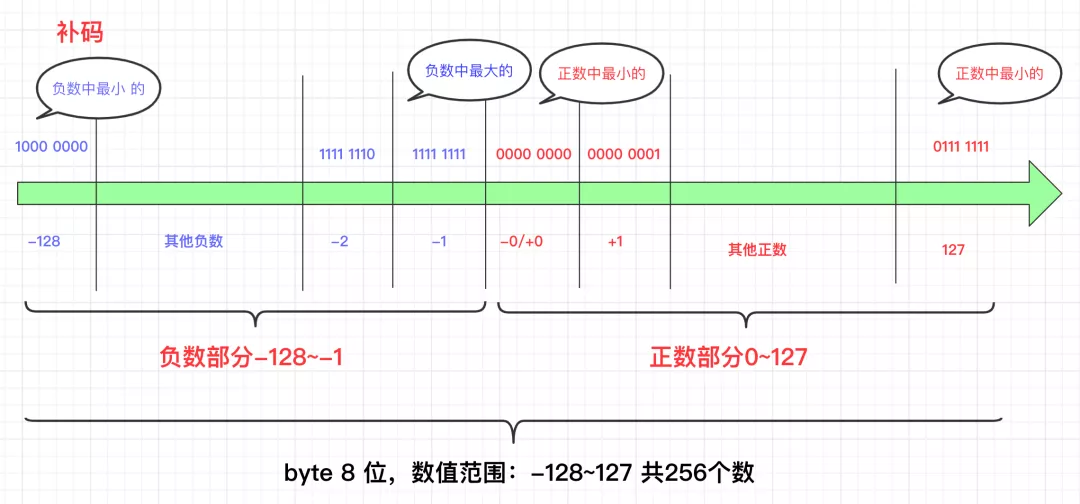 补码
负数中最小 的
负数中最大的
正数中最小的
正数中最小的
1000 0000
1111 1110
1111 1111
0000 0000
0000 0001
0111 1111
-128
其他负数
-2
-1
-0/+0
+1
其他正数
127
负数部分-128~-1
正数部分0~127
byte 8 位，数值范围：-128~127 共256个数